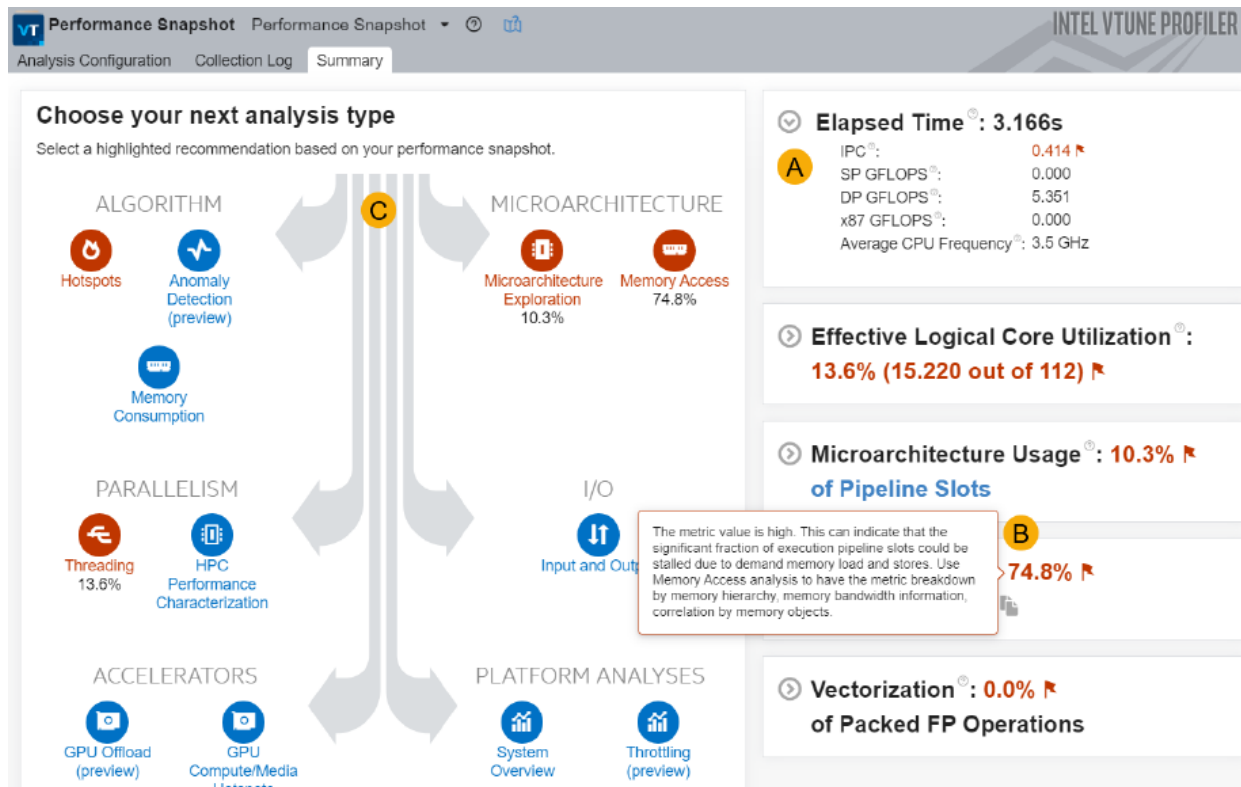 VT Performance Snapshot Performance Snapshot ?
INTEL VTUNE PROFILER
Analysis Configuration Collection Log Summary
Choose your next analysis type
Select a highlighted recommendation based on your performance snapshot.
C
ALGORITHM
Hotspots
Anomaly
Detection
(preview)
Memory
Consumption
MICROARCHITECTURE
Microarchitecture
Exploration
10.3%
Memory Access
74.8%
PARALLELISM
Threading
13.6%
HPC
Performance
Characterization
I/O
Input and Outp
ACCELERATORS
GPU Offload
(preview)
GPU
Compute/Media
Hotspots
PLATFORM ANALYSES
System
Overview
Throttling
(preview)
A
Elapsed Time?: 3.166s
IPC?: 0.414
SP GFLOPS?: 0.000
DP GFLOPS?: 5.351
x87 GFLOPS?: 0.000
Average CPU Frequency?: 3.5 GHz
Effective Logical Core Utilization?:
13.6% (15.220 out of 112)
Microarchitecture Usage?: 10.3%
of Pipeline Slots
B
The metric value is high. This can indicate that the
significant fraction of execution pipeline slots could be
stalled due to demand memory load and stores. Use
Memory Access analysis to have the metric breakdown
by memory hierarchy, memory bandwidth information,
correlation by memory objects.
74.8%
Vectorization?: 0.0%
of Packed FP Operations